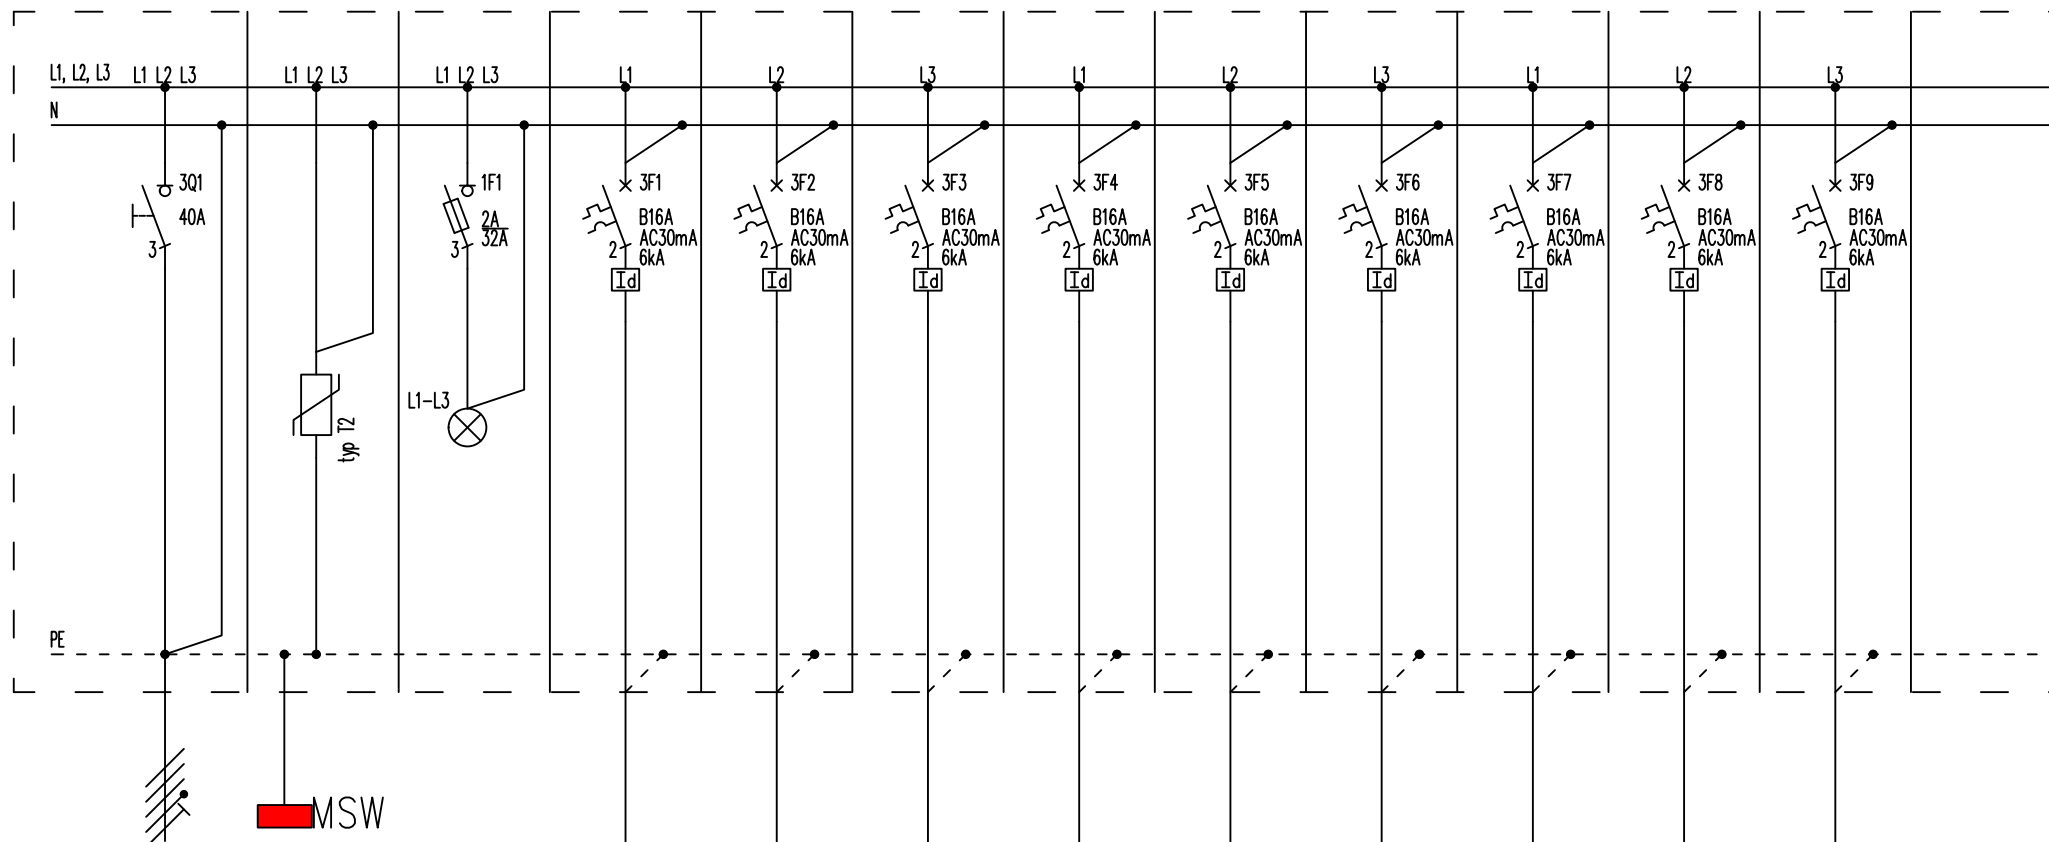 L1, L2, L3
L1 L2 L3
L1 L2 L3
L1 L2 L3
L1
L2
L3
L1
L2
L3
L1
L2
L3
N
3Q1
40A
3
1F1
2A
32A
3
3F1
B16A
AC30mA
6kA
2
Id
3F2
B16A
AC30mA
6kA
2
Id
3F3
B16A
AC30mA
6kA
2
Id
3F4
B16A
AC30mA
6kA
2
Id
3F5
B16A
AC30mA
6kA
2
Id
3F6
B16A
AC30mA
6kA
2
Id
3F7
B16A
AC30mA
6kA
2
Id
3F8
B16A
AC30mA
6kA
2
Id
3F9
B16A
AC30mA
6kA
2
Id
typ T2
L1-L3
PE
MSW